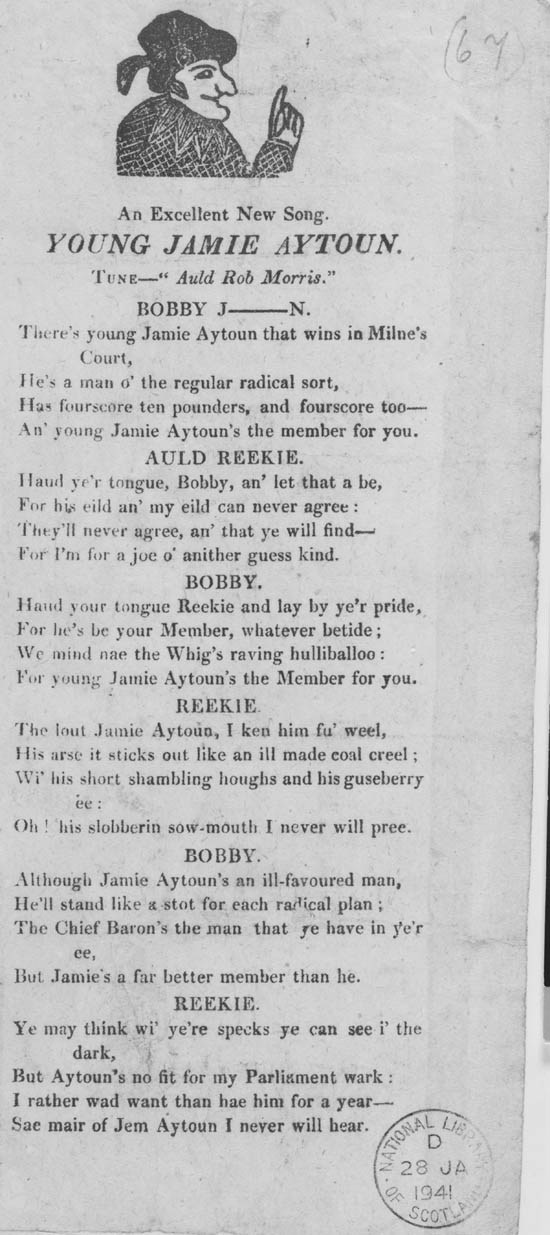 (67)
An Excellent New Song.
YOUNG JAMIE AYTOUN.
TUNE—“ Auld Rob Morris.”
BOBBY J——N.
There's young Jamie Aytoun that wins in Milne's
Court,
He's a man o' the regular radical sort,
Has fourscore ten pounders, and fourscore too—
An' young Jamie Aytoun's the member for you.
AULD REEKIE.
Haud ye'r tongue, Bobby, an' let that a be,
For his eild an' my eild can never agree :
They'll never agree, an' that ye will find—
For I'm for a joe o' anither guess kind.
BOBBY.
Haud your tongue Reekie and lay by ye'r pride,
For he's be your Member, whatever betide ;
We mind nae the Whig's raving hulliballoo :
For young Jamie Aytoun's the Member for you.
REEKIE.
The lout Jamie Aytoun, I ken him fu' weel,
His arse it sticks out like an ill made coal creel ;
Wi' his short shambling houghs and his guseberry
ee :
Oh ! his slobberin sow-mouth I never will pree.
BOBBY.
Although Jamie Aytoun's an ill-favoured man,
He'll stand like a stot for each radical plan ;
The Chief Baron's the man that ye have in ye'r
ee,
But Jamie's a far better member than he.
REEKIE.
Ye may think wi' ye're specks ye can see i' the
dark,
But Aytoun's no fit for my Parliament wark :
I rather wad want than hae him for a year—
Sae mair of Jem Aytoun I never will hear.
NATIONAL LIBRARY
D
28 JA
1941
OF SCOTLAND